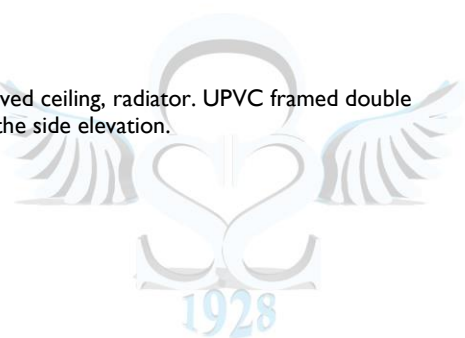 ved ceiling, radiator. UPVC framed double
the side elevation.
1928